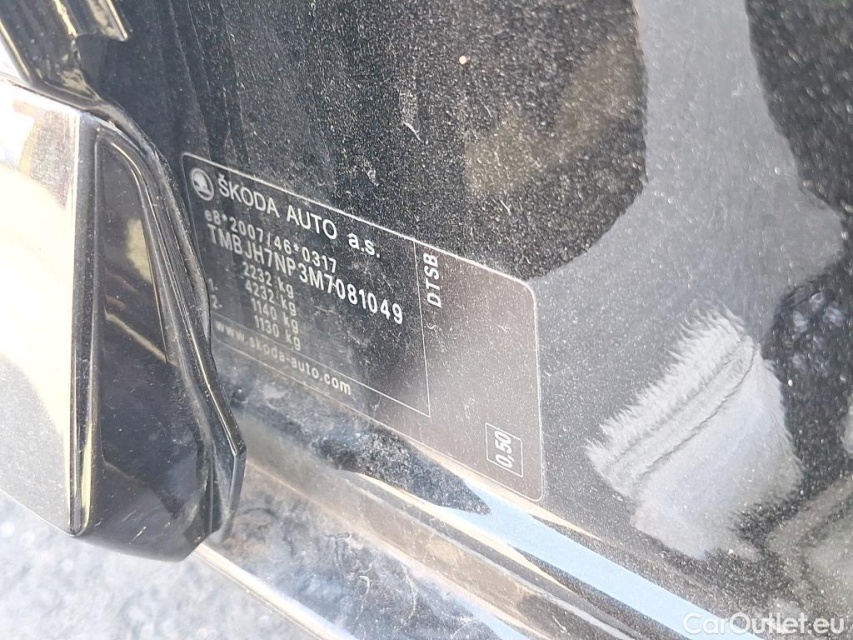 ŠKODA AUTO a.s.
e8*2007/46*0317
TMBJH7NP3M7081049
2232 kg
4232 kg
1. 1140 kg
2. 1130 kg
www.skoda-auto.com
DTSB
0,50
CarOutlet.eu